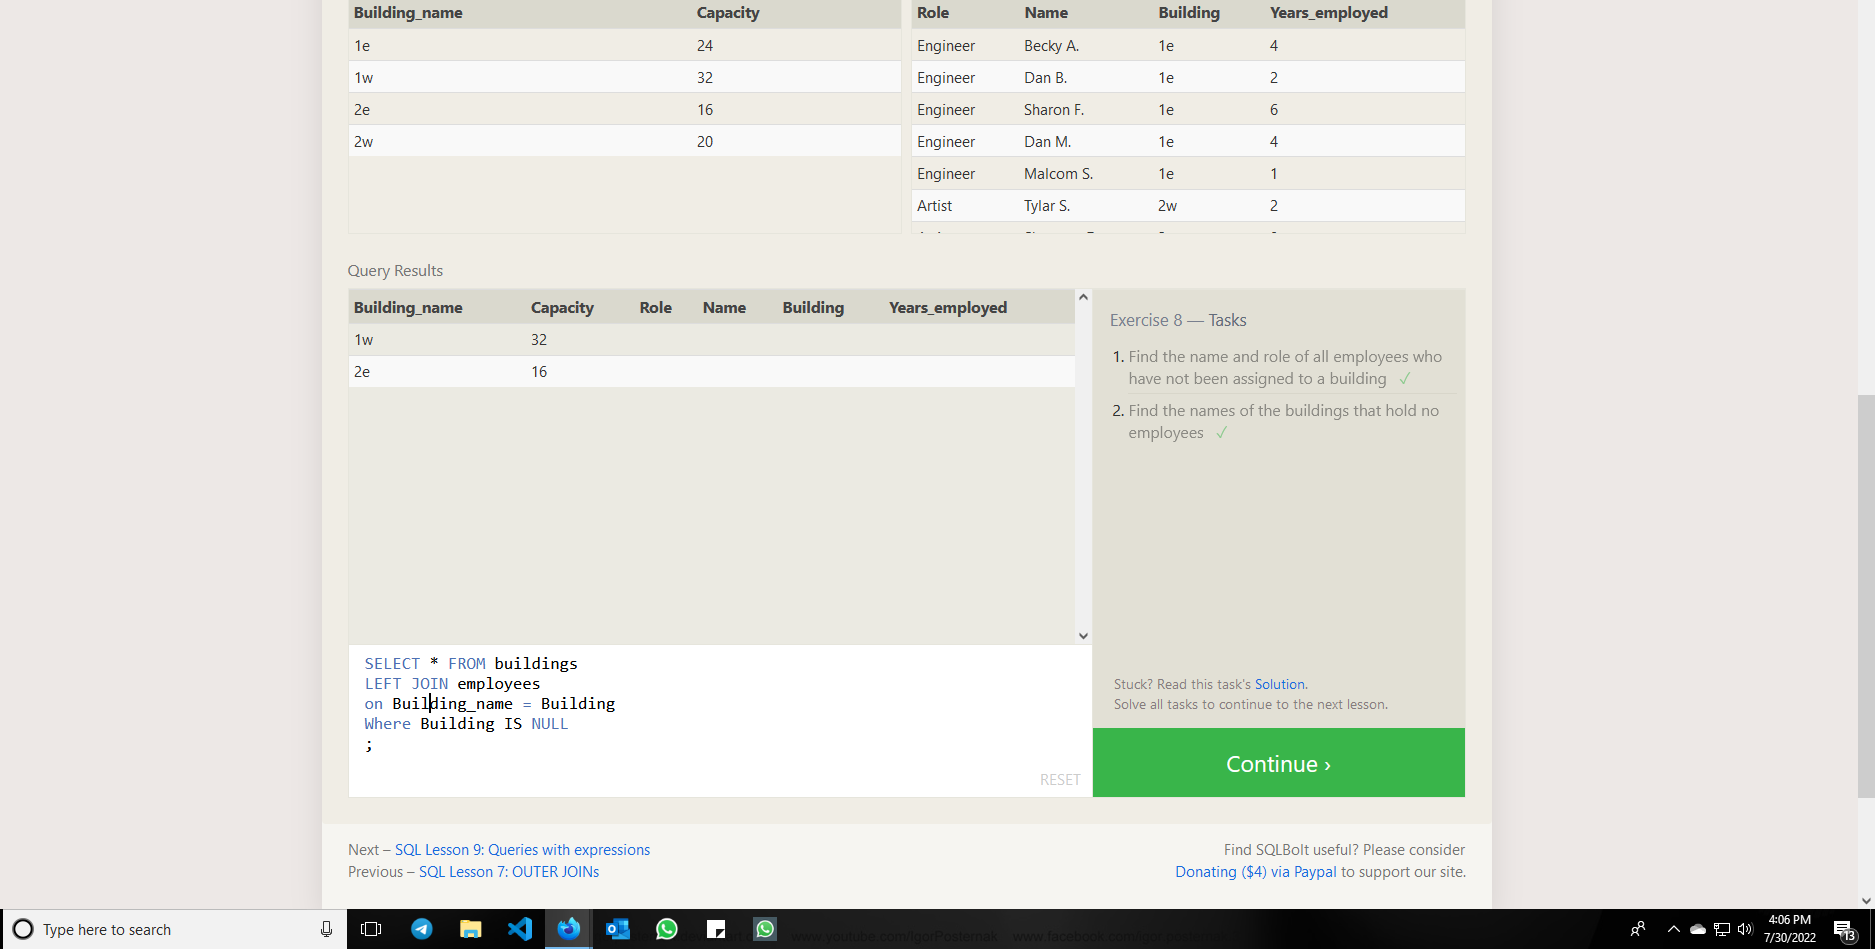 Building_name Capacity
1e 24
1w 32
2e 16
2w 20
Role Name Building Years_employed
Engineer Becky A. 1e 4
Engineer Dan B. 1e 2
Engineer Sharon F. 1e 6
Engineer Dan M. 1e 4
Engineer Malcom S. 1e 1
Artist Tylar S. 2w 2
Query Results
Building_name Capacity Role Name Building Years_employed
1w 32
2e 16
Exercise 8 — Tasks
1. Find the name and role of all employees who
have not been assigned to a building ✓
2. Find the names of the buildings that hold no
employees ✓
SELECT * FROM buildings
LEFT JOIN employees
on Building_name = Building
Where Building IS NULL
;
RESET
Stuck? Read this task's Solution.
Solve all tasks to continue to the next lesson.
Continue ›
Next – SQL Lesson 9: Queries with expressions
Previous – SQL Lesson 7: OUTER JOINs
Find SQLBolt useful? Please consider
Donating ($4) via Paypal to support our site.
Type here to search
www.youtube.com/IgorPosternak
4:06 PM
7/30/2022
13